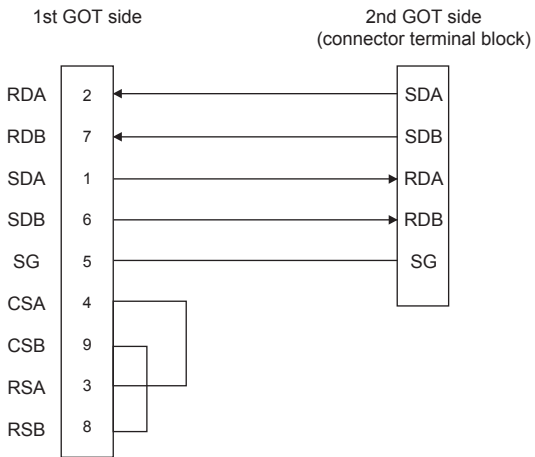 1st GOT side
2nd GOT side
(connector terminal block)
RDA 2 SDA
RDB 7 SDB
SDA 1 RDA
SDB 6 RDB
SG 5 SG
CSA 4
CSB 9
RSA 3
RSB 8